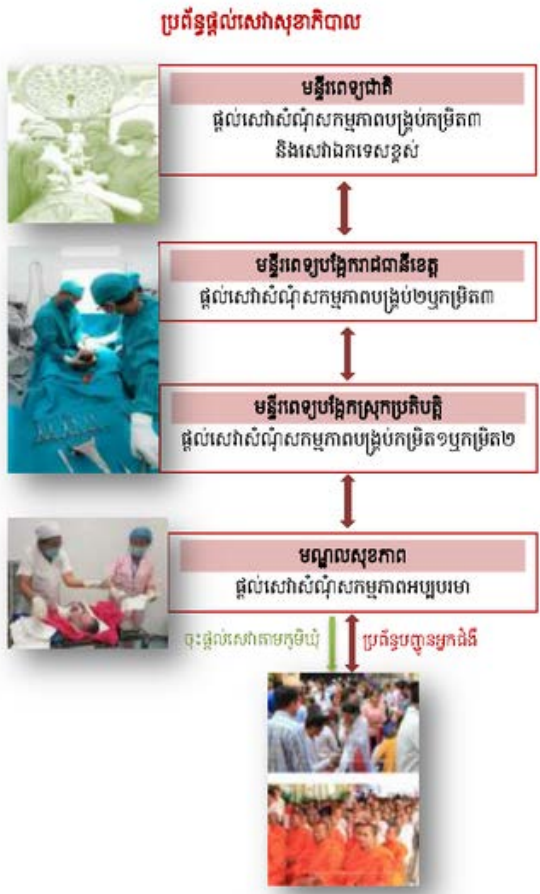 ប្រព័ន្ធផ្តល់សេវាសុខាភិបាល
មន្ទីរពេទ្យជាតិ
ផ្តល់សេវាសំណុំសកម្មភាពបង្គ្រប់កម្រិត៣
និងសេវាឯកទេសខ្ពស់
មន្ទីរពេទ្យបង្អែករាជធានីខេត្ត
ផ្តល់សេវាសំណុំសកម្មភាពបង្គ្រប់២ឬកម្រិត៣
មន្ទីរពេទ្យបង្អែកស្រុកប្រតិបត្តិ
ផ្តល់សេវាសំណុំសកម្មភាពបង្គ្រប់កម្រិត១ឬកម្រិត២
មណ្ឌលសុខភាព
ផ្តល់សេវាសំណុំសកម្មភាពអប្បបរមា
ចុះផ្តល់សេវាតាមភូមិឃុំ
ប្រព័ន្ធបញ្ជូនអ្នកជំងឺ